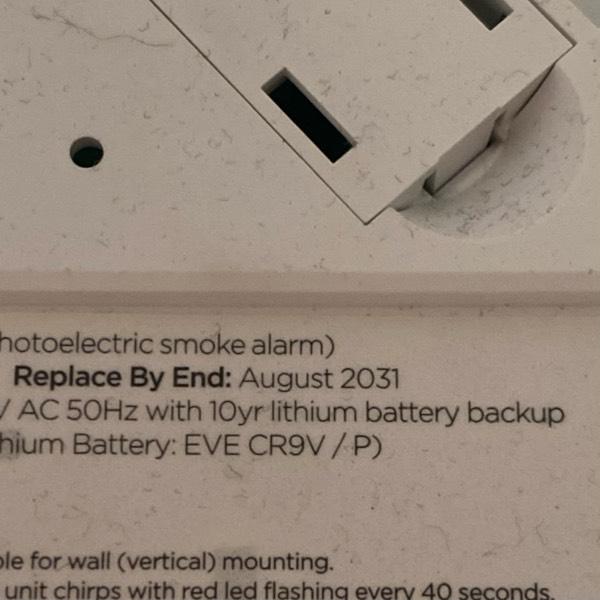 hotoelectric smoke alarm)
Replace By End: August 2031
/ AC 50Hz with 10yr lithium battery backup
hium Battery: EVE CR9V / P)
ble for wall (vertical) mounting.
unit chirps with red led flashing every 40 seconds.